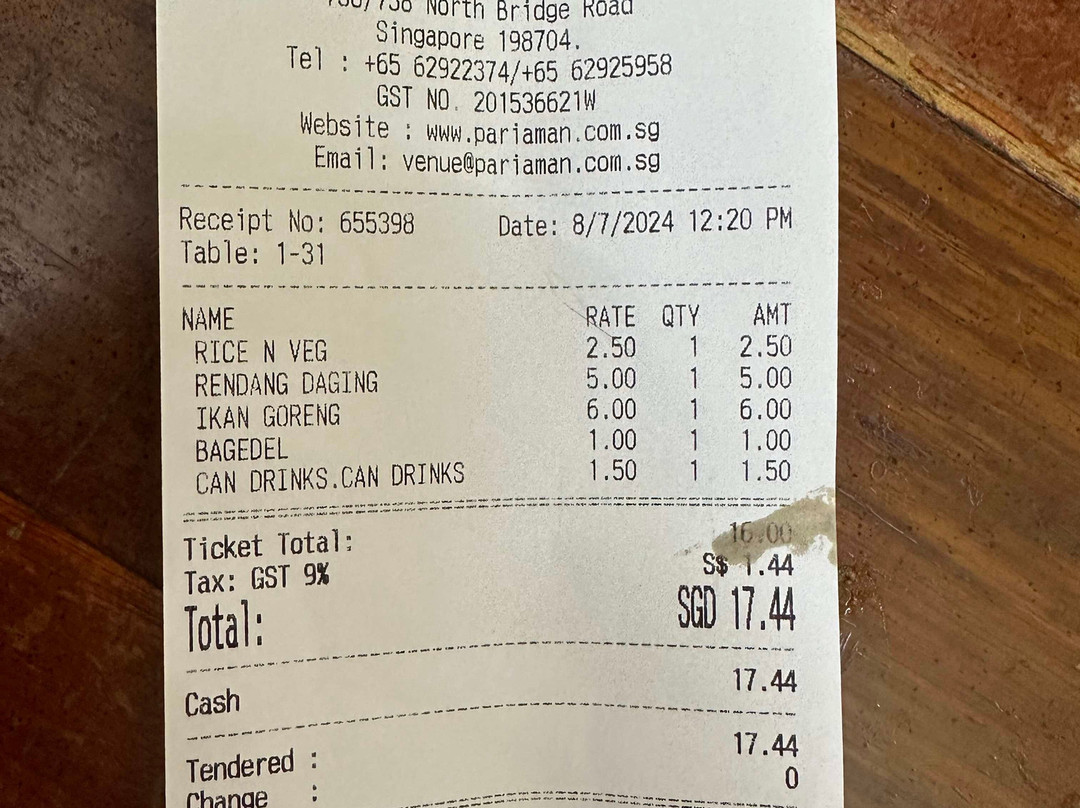 North Bridge Road
Singapore 198704.
Tel : +65 62922374/+65 62925958
GST NO. 201536621W
Website : www.pariaman.com.sg
Email: venue@pariaman.com.sg
Receipt No: 655398 Date: 8/7/2024 12:20 PM
Table: 1-31
NAME RATE QTY AMT
RICE N VEG 2.50 1 2.50
RENDANG DAGING 5.00 1 5.00
IKAN GORENG 6.00 1 6.00
BAGEDEL 1.00 1 1.00
CAN DRINKS.CAN DRINKS 1.50 1 1.50
Ticket Total: 16.00
Tax: GST 9% S$ 1.44
Total: SGD 17.44
Cash 17.44
Tendered : 17.44
Change : 0